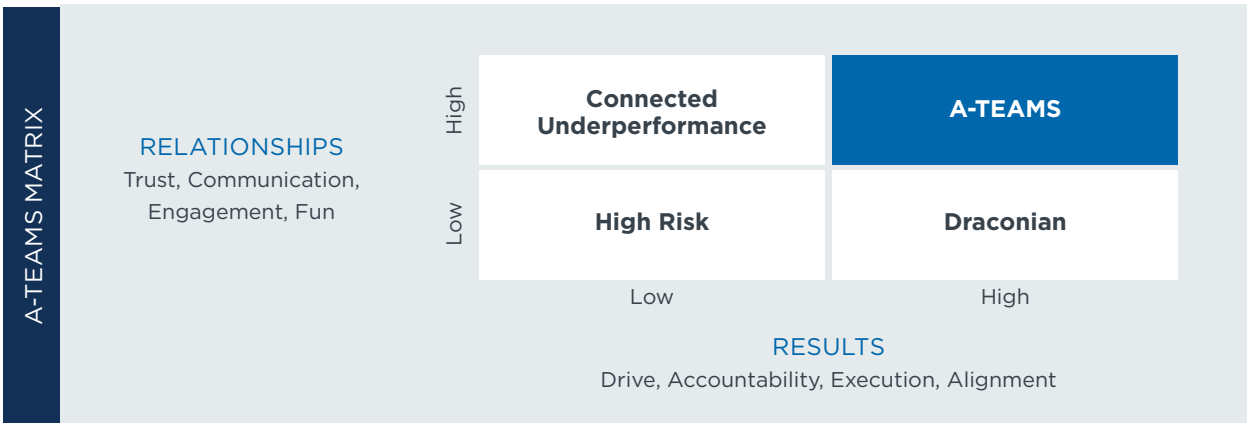 A-TEAMS MATRIX
RELATIONSHIPS
Trust, Communication,
Engagement, Fun
High
Low
Connected
Underperformance
A-TEAMS
High Risk
Draconian
Low
High
RESULTS
Drive, Accountability, Execution, Alignment